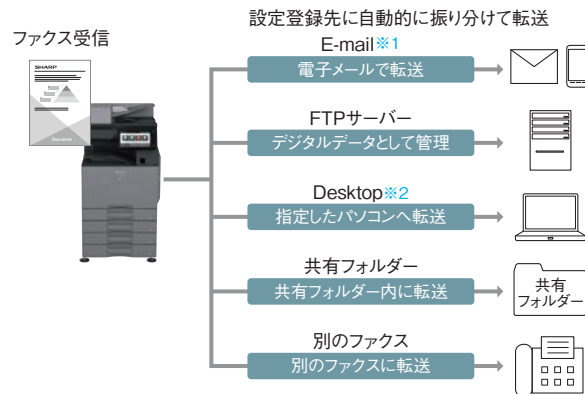 設定登録先に自動的に振り分けて転送
ファクス受信
SHARP
Document
E-mail※1
電子メールで転送
FTPサーバー
デジタルデータとして管理
Desktop※2
指定したパソコンへ転送
共有フォルダー
共有フォルダー内に転送
共有
フォルダー
別のファクス
別のファクスに転送